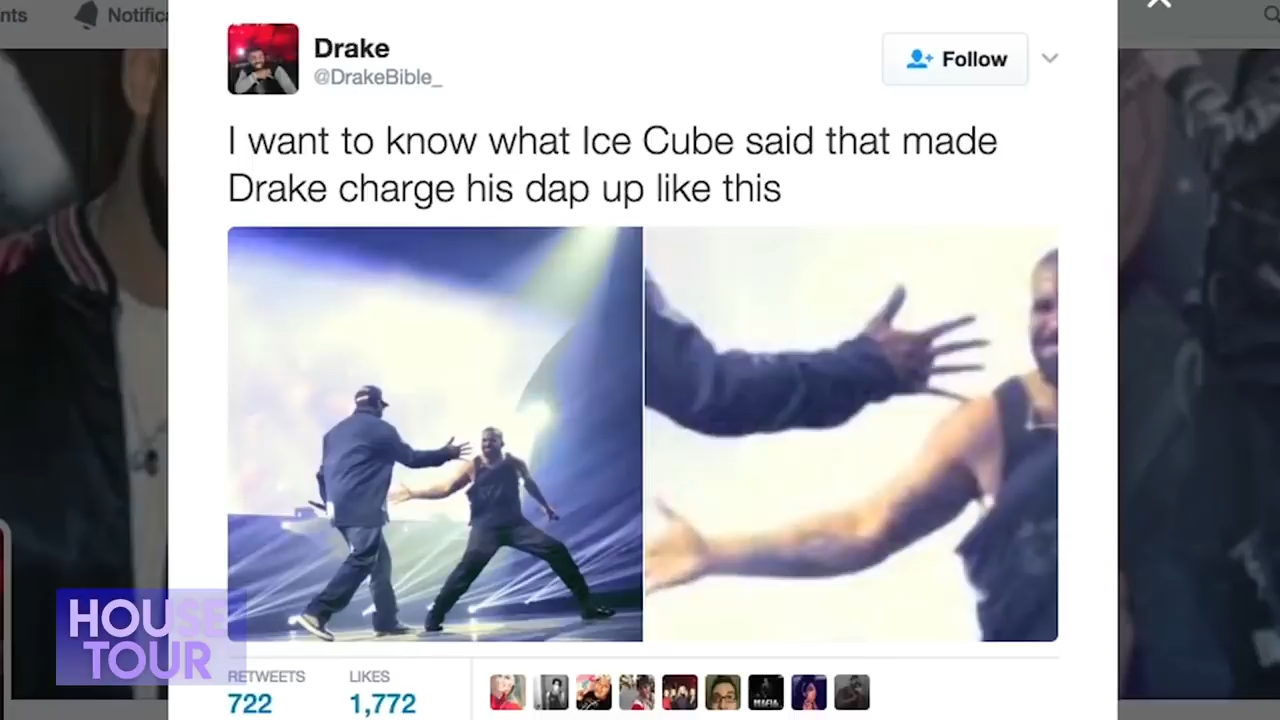 nts
Notific
Drake
@DrakeBible_
Follow
I want to know what Ice Cube said that made
Drake charge his dap up like this
HOUSE
TOUR
RETWEETS
LIKES
722
1,772
MAFIA